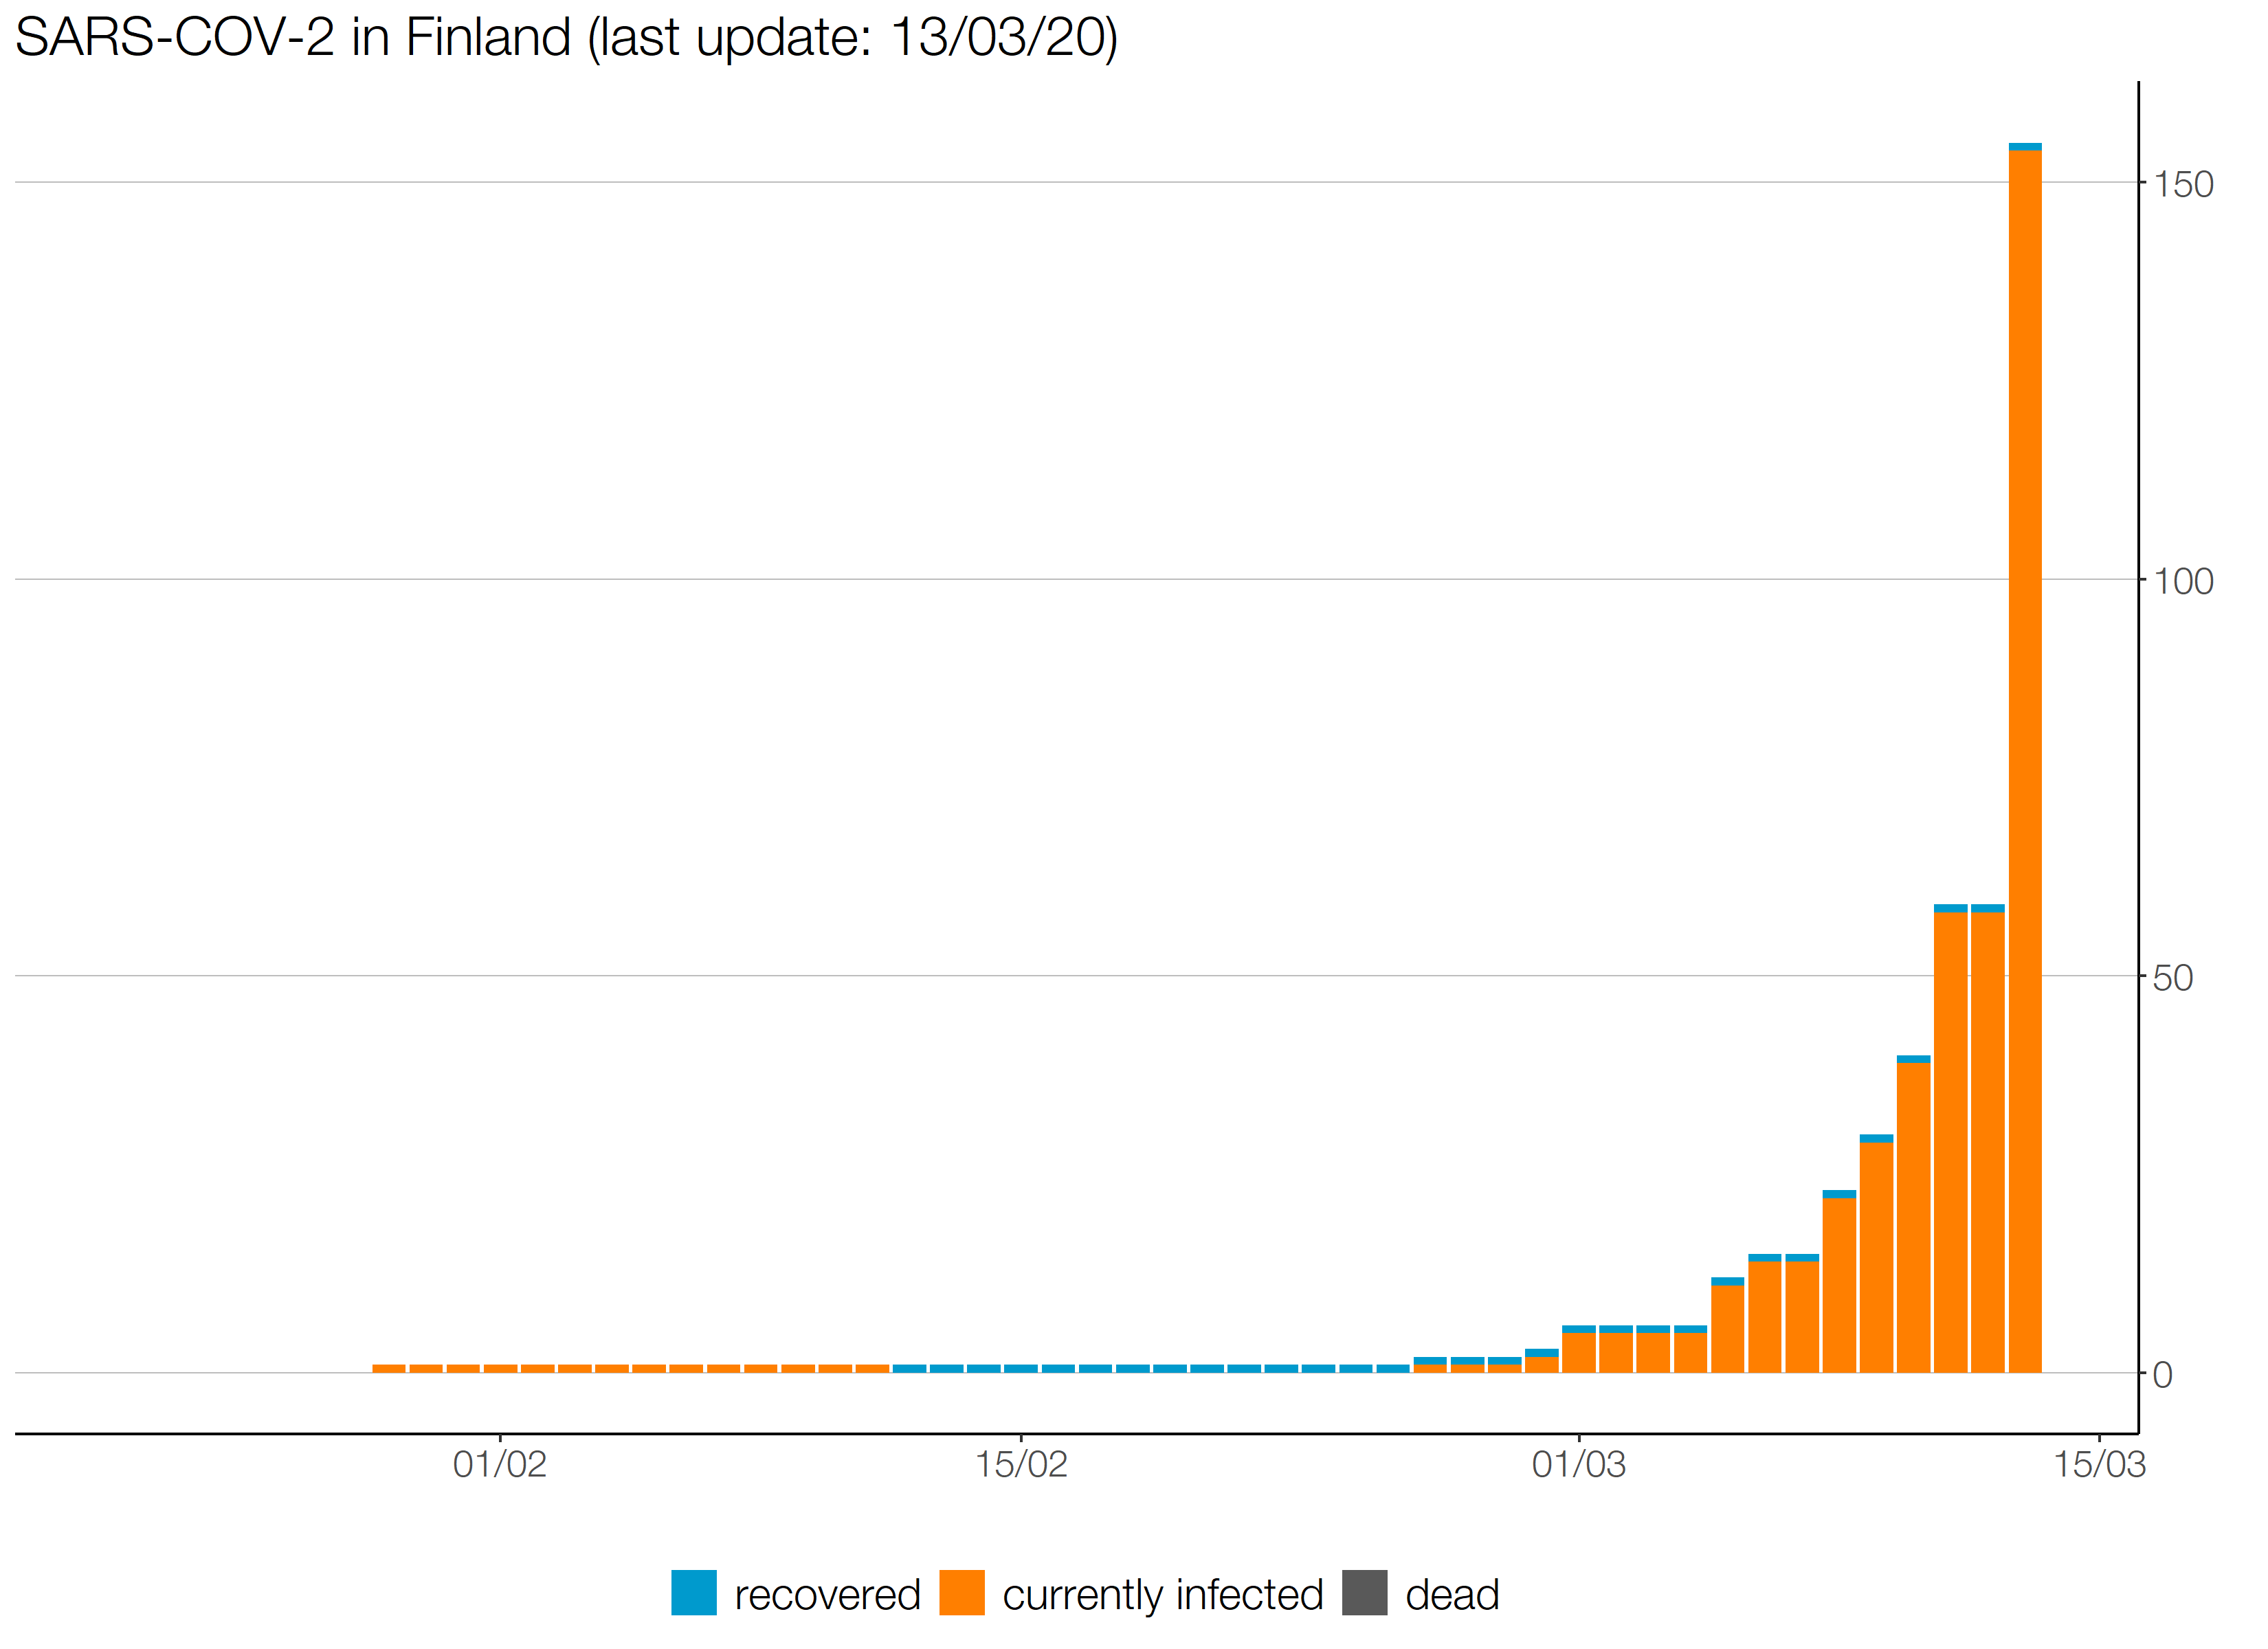 SARS-COV-2 in Finland (last update: 13/03/20)
150
100
50
0
01/02 15/02 01/03 15/03
recovered currently infected dead